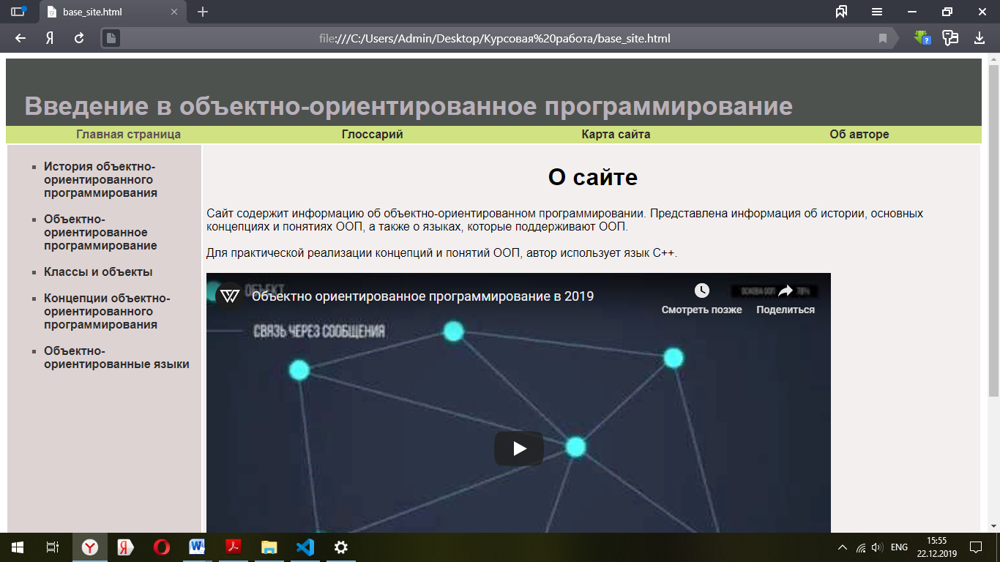 base_site.html
file:///C:/Users/Admin/Desktop/Курсовая%20работа/base_site.html
Введение в объектно-ориентированное программирование
Главная страница
Глоссарий
Карта сайта
Об авторе
История объектно-
ориентированного
программирования
Объектно-
ориентированное
программирование
Классы и объекты
Концепции объектно-
ориентированного
программирования
Объектно-
ориентированные языки
О сайте
Сайт содержит информацию об объектно-ориентированном программировании. Представлена информация об истории, основных
концепциях и понятиях ООП, а также о языках, которые поддерживают ООП.
Для практической реализации концепций и понятий ООП, автор использует язык C++.
ОБЪЕКТ
Объектно ориентированное программирование в 2019
Смотреть позже
Поделиться
СВЯЗЬ ЧЕРЕЗ СООБЩЕНИЯ
ENG
15:55
22.12.2019